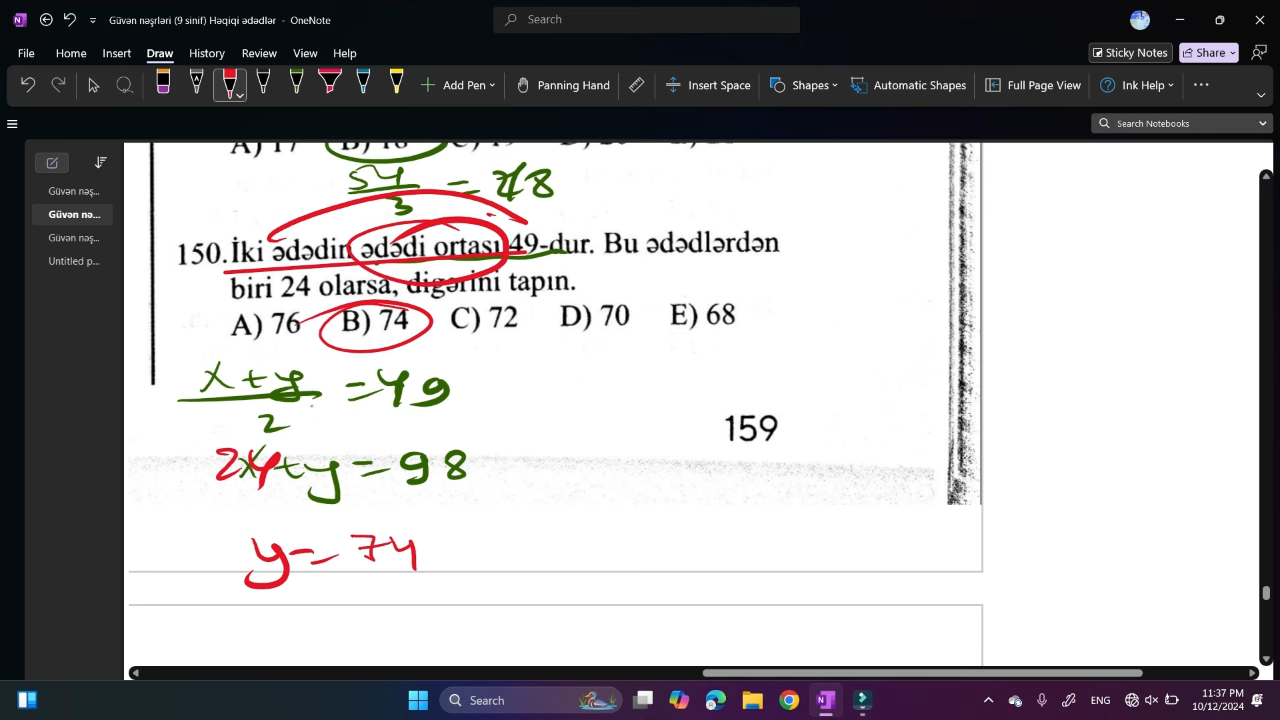 Güvən nəşrləri (9 sinif) Həqiqi ədədlər - OneNote
Search
File Home Insert Draw History Review View Help
Sticky Notes Share
Add Pen Panning Hand Insert Space Shapes Automatic Shapes Full Page View Ink Help
Search Notebooks
Güvən nəş...
Güvən nə...
Güvən nəş...
Untitled p...
A) 17 B) 18
54/3 = 18
150. İki ədədin ədədi ortası 49-dur. Bu ədədlərdən
biri 24 olarsa, digərini tapın.
A) 76 B) 74 C) 72 D) 70 E) 68
x+y/2 = 49
159
24+y=98
y=74
Search
ENG
11:37 PM
10/12/2024